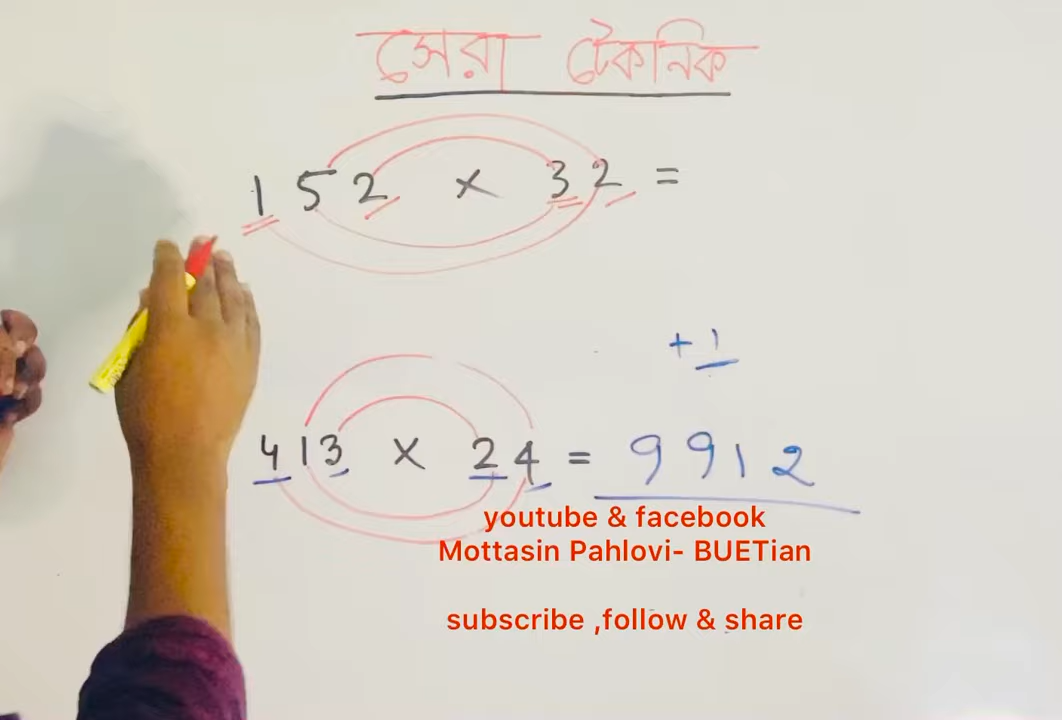 সেরা টেকনিক
152 × 32 =
+1
413 × 24 = 9912
youtube & facebook
Mottasin Pahlovi- BUETian
subscribe ,follow & share